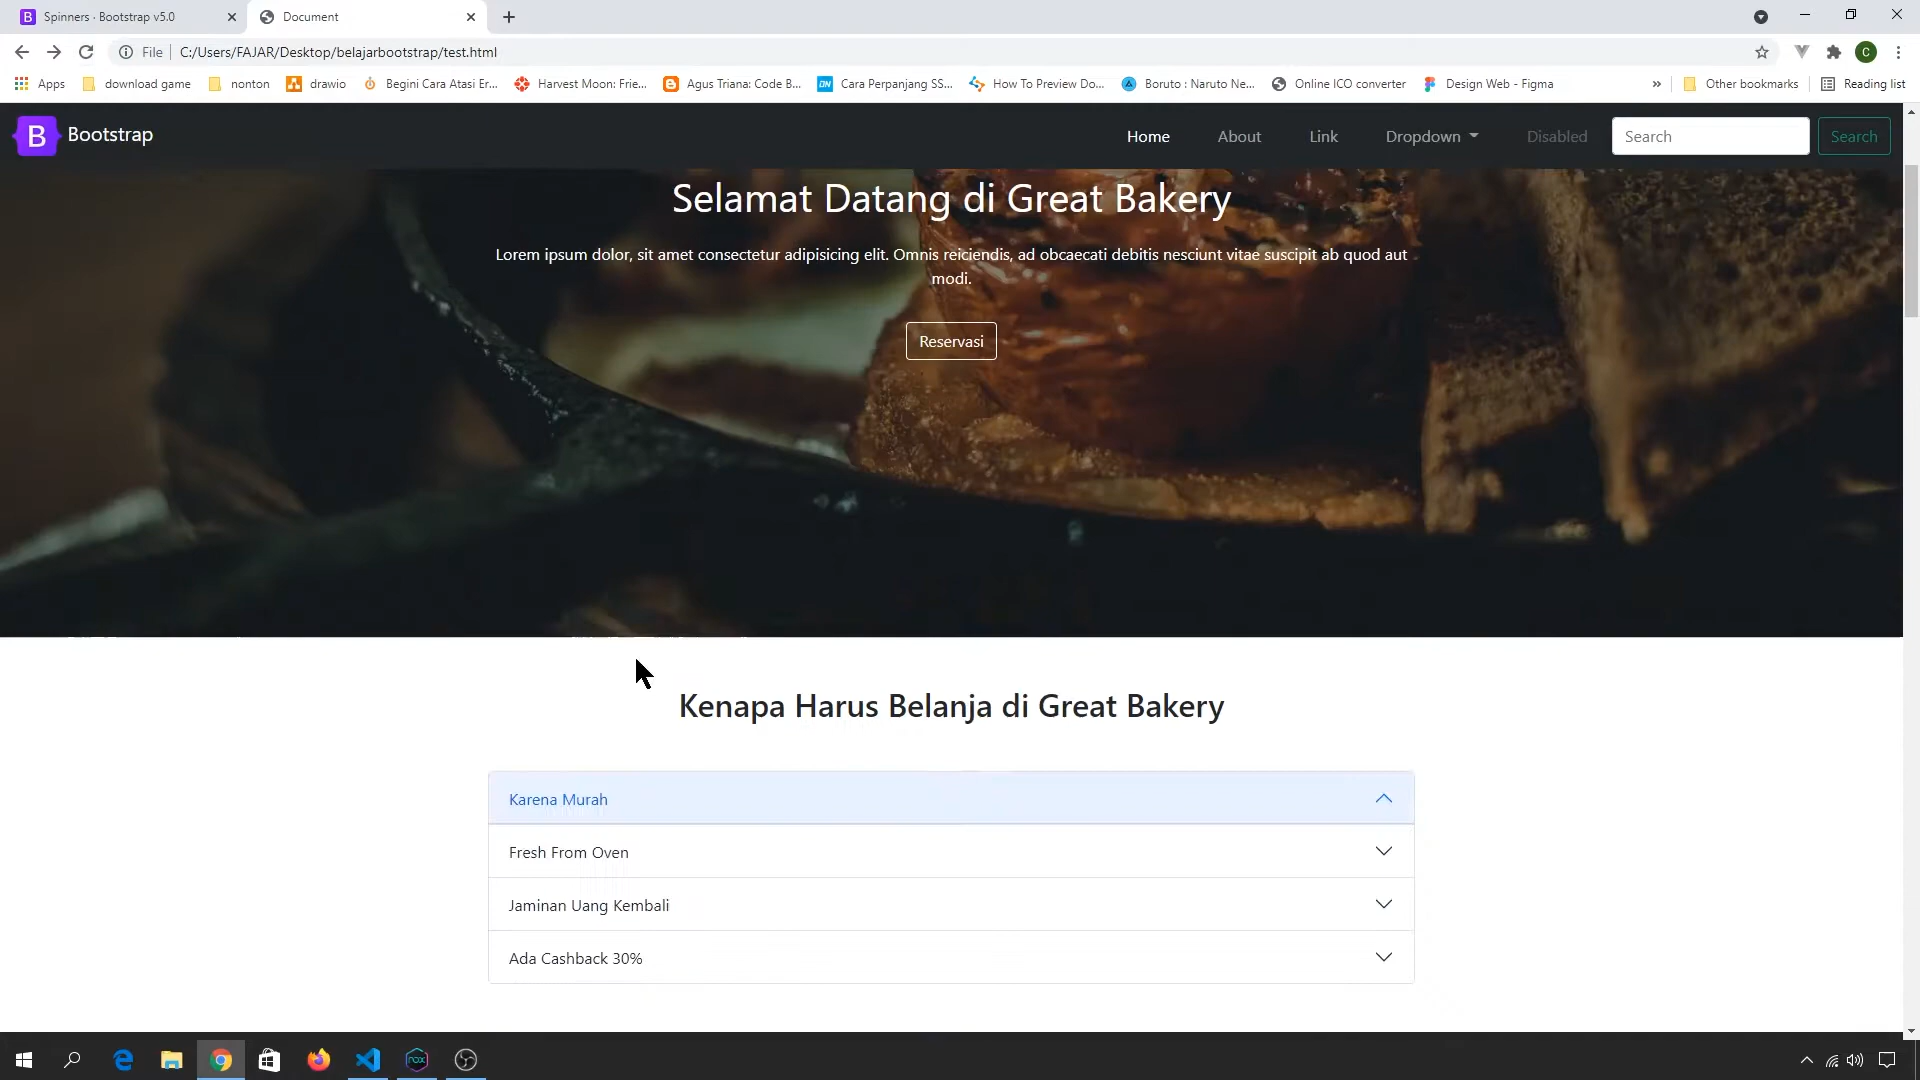 Spinners · Bootstrap v5.0
Document
File
C:/Users/FAJAR/Desktop/belajarbootstrap/test.html
C
Apps
download game
nonton
drawio
Begini Cara Atasi Er...
Harvest Moon: Frie...
Agus Triana: Code B...
Cara Perpanjang SS...
How To Preview Do...
Boruto : Naruto Ne...
Online ICO converter
Design Web - Figma
»
Other bookmarks
Reading list
B Bootstrap
Home
About
Link
Dropdown
Disabled
Search
Search
Selamat Datang di Great Bakery
Lorem ipsum dolor, sit amet consectetur adipisicing elit. Omnis reiciendis, ad obcaecati debitis nesciunt vitae suscipit ab quod aut
modi.
Reservasi
Kenapa Harus Belanja di Great Bakery
Karena Murah
Fresh From Oven
Jaminan Uang Kembali
Ada Cashback 30%